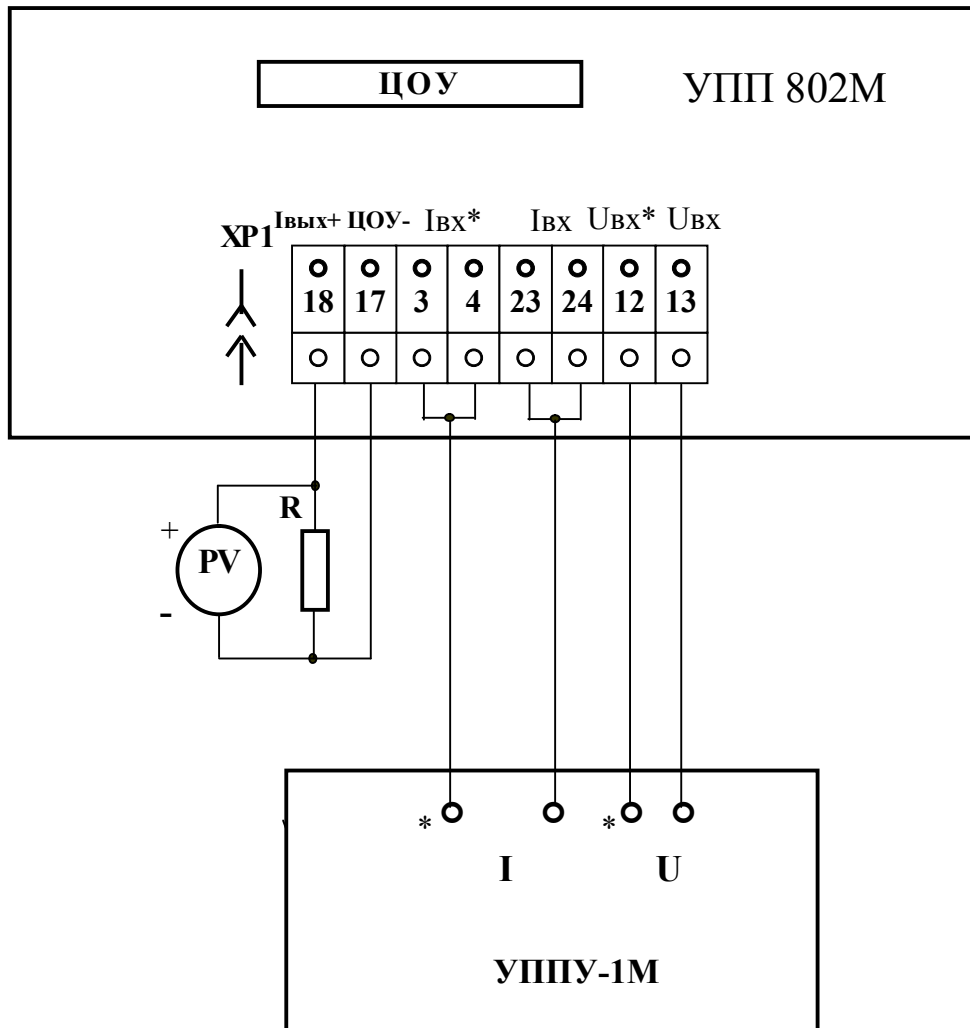 ЦОУ
УПП 802М
Iвых+ ЦОУ- Iвх* Iвх Uвх* Uвх
XP1
18 17 3 4 23 24 12 13
R
+
PV
-
* *
I U
УППУ-1М